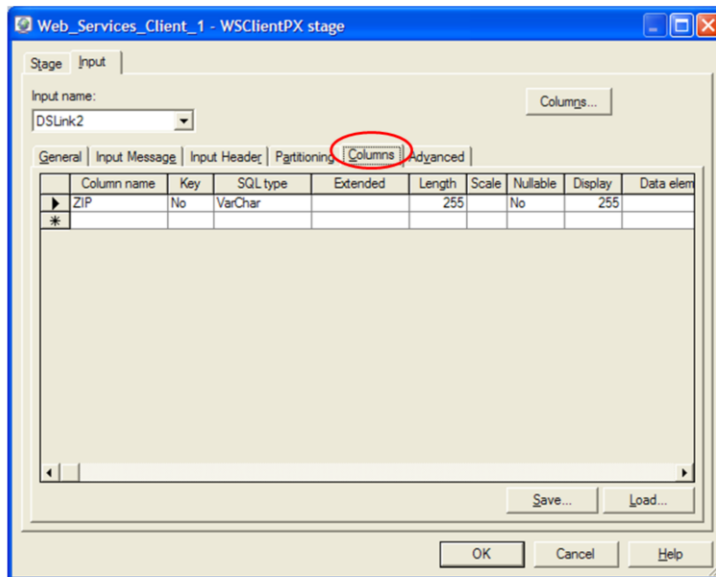 Web_Services_Client_1 - WSClientPX stage
Stage Input
Input name:
Columns...
DSLink2
General Input Message Input Header Partitioning Columns Advanced
Column name Key SQL type Extended Length Scale Nullable Display Data elem
ZIP No VarChar 255 No 255
Save... Load...
OK Cancel Help